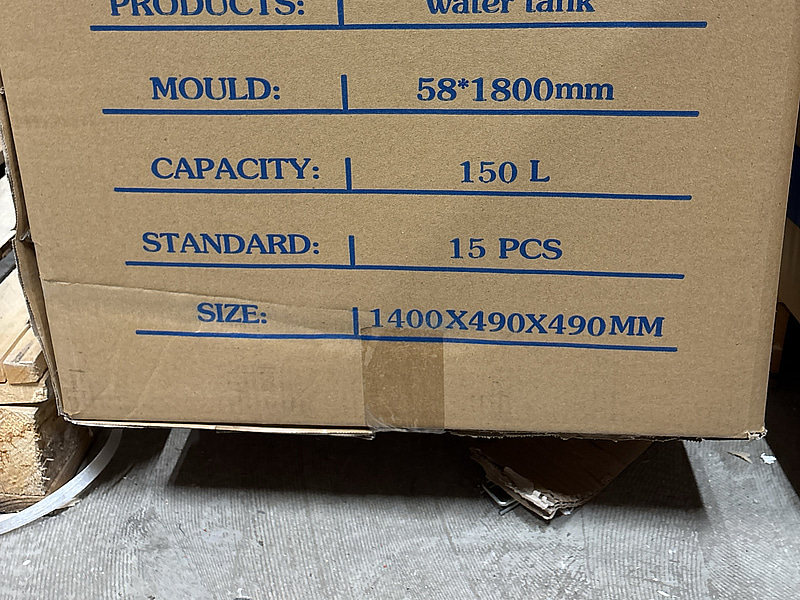 PRODUCTS: water tank
MOULD: 58*1800mm
CAPACITY: 150 L
STANDARD: 15 PCS
SIZE: 1400X490X490MM